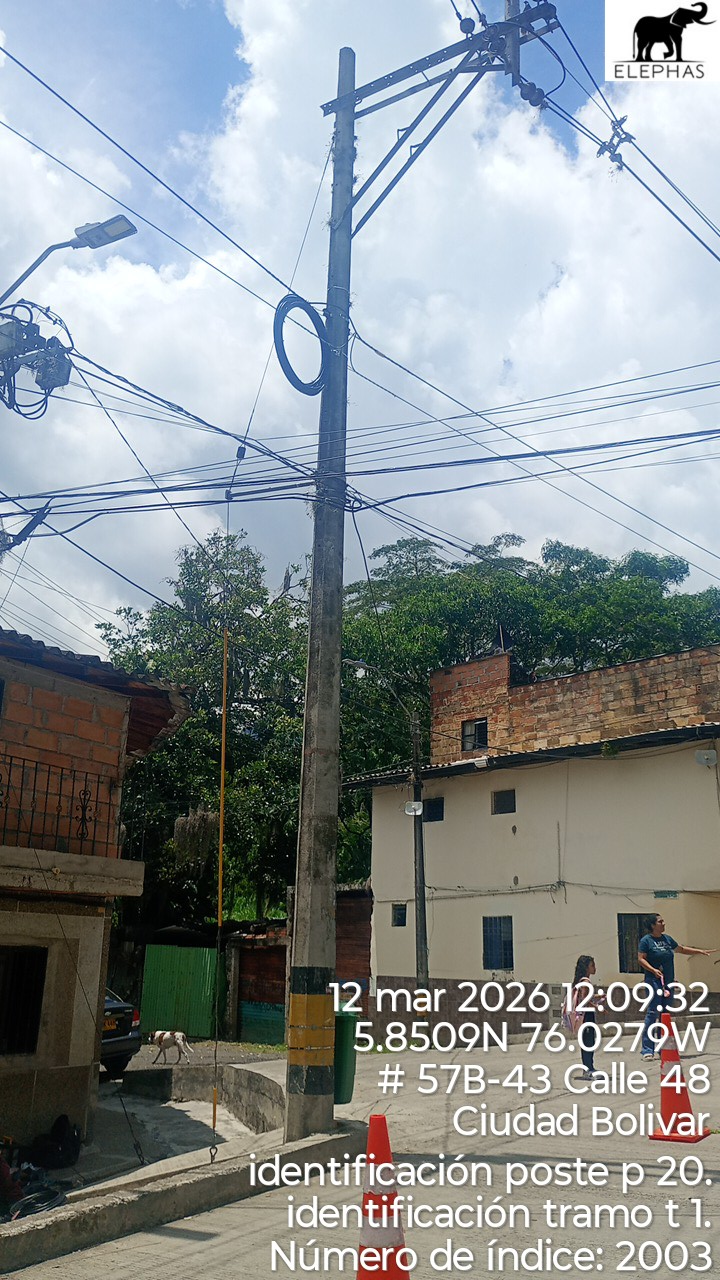 ELEPHAS
12 mar 2026 12:09:32
5.8509N 76.0279W
# 57B-43 Calle 48
Ciudad Bolivar
identificación poste p 20.
identificación tramo t 1.
Número de índice: 2003